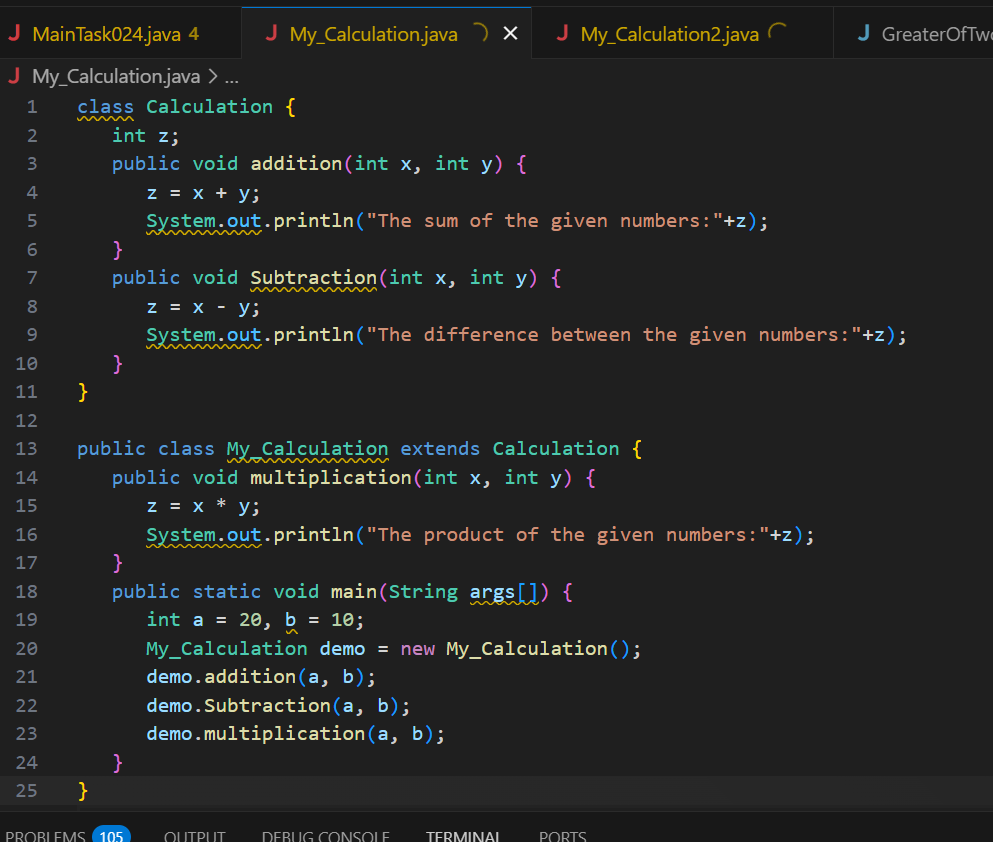 MainTask024.java 4 My_Calculation.java My_Calculation2.java GreaterOfTwo
My_Calculation.java > ...
1 class Calculation {
2 int z;
3 public void addition(int x, int y) {
4 z = x + y;
5 System.out.println("The sum of the given numbers:"+z);
6 }
7 public void Subtraction(int x, int y) {
8 z = x - y;
9 System.out.println("The difference between the given numbers:"+z);
10 }
11 }
12
13 public class My_Calculation extends Calculation {
14 public void multiplication(int x, int y) {
15 z = x * y;
16 System.out.println("The product of the given numbers:"+z);
17 }
18 public static void main(String args[]) {
19 int a = 20, b = 10;
20 My_Calculation demo = new My_Calculation();
21 demo.addition(a, b);
22 demo.Subtraction(a, b);
23 demo.multiplication(a, b);
24 }
25 }
PROBLEMS 105 OUTPUT DEBUG CONSOLE TERMINAL PORTS